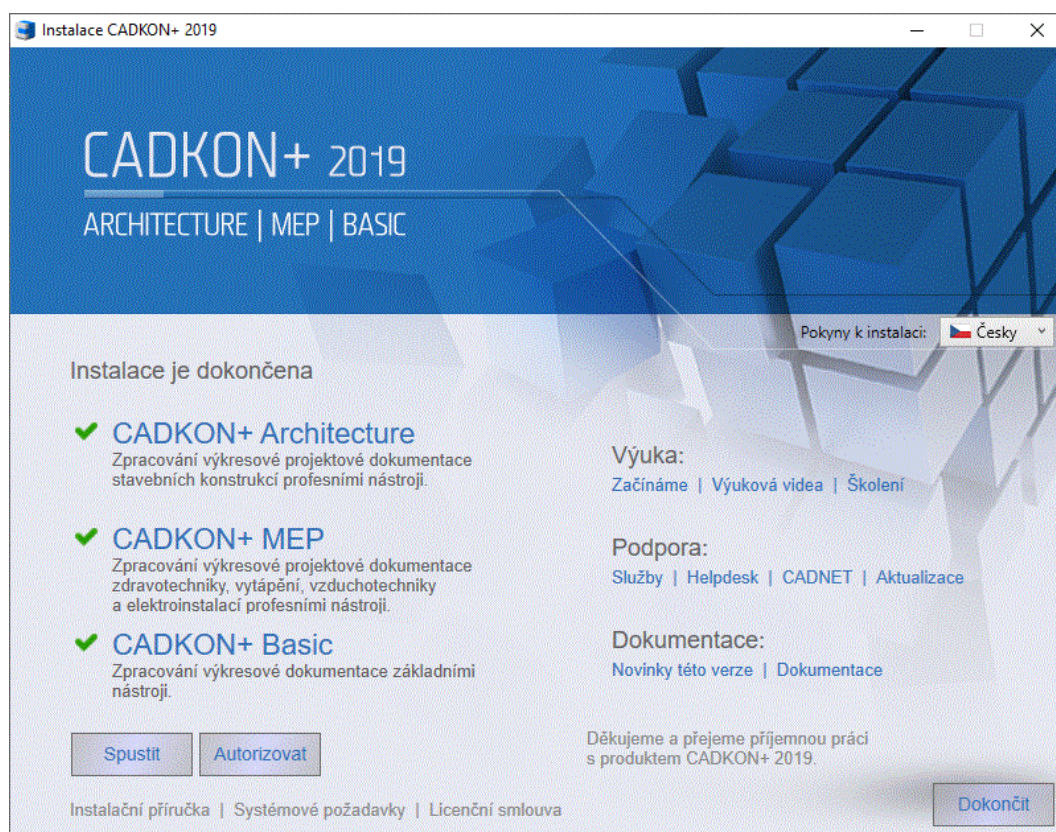 Instalace CADKON+ 2019
CADKON+ 2019
ARCHITECTURE | MEP | BASIC
Pokyny k instalaci:
Česky
Instalace je dokončena
CADKON+ Architecture
Zpracování výkresové projektové dokumentace
stavebních konstrukcí profesními nástroji.
CADKON+ MEP
Zpracování výkresové projektové dokumentace
zdravotechniky, vytápění, vzduchotechniky
a elektroinstalací profesními nástroji.
CADKON+ Basic
Zpracování výkresové dokumentace základními
nástroji.
Spustit
Autorizovat
Instalační příručka | Systémové požadavky | Licenční smlouva
Výuka:
Začínáme | Výuková videa | Školení
Podpora:
Služby | Helpdesk | CADNET | Aktualizace
Dokumentace:
Novinky této verze | Dokumentace
Děkujeme a přejeme příjemnou práci
s produktem CADKON+ 2019.
Dokončit